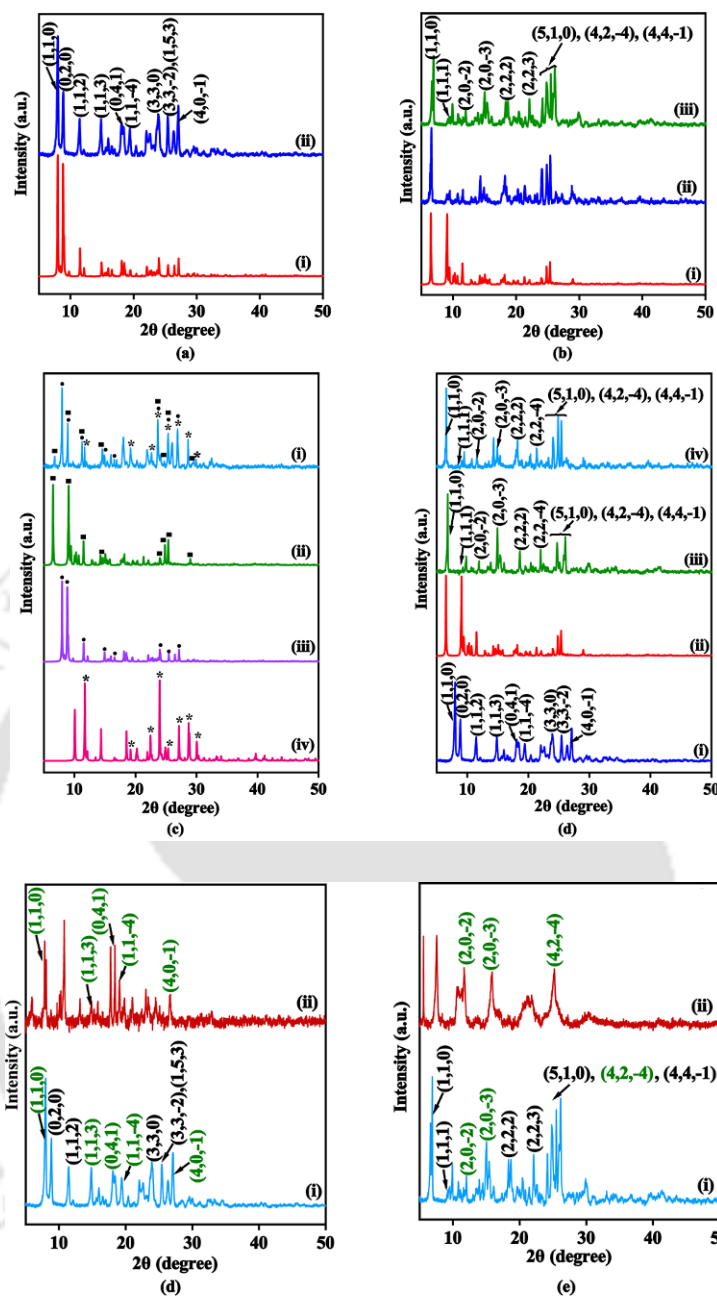 (1,1,0)
(0,2,0)
(1,1,2)
(1,1,3)
(0,4,1)
(1,1,-4)
(3,3,0)
(3,3,-2),(1,5,3)
(4,0,-1)
(ii)
(i)
Intensity (a.u.)
10 20 30 40 50
2θ (degree)
(a)
(1,1,0)
(1,1,1)
(2,0,-2)
(2,0,-3)
(2,2,2)
(2,2,3)
(5,1,0), (4,2,-4), (4,4,-1)
(iii)
(ii)
(i)
Intensity (a.u.)
10 20 30 40 50
2θ (degree)
(b)
(i)
(ii)
(iii)
(iv)
Intensity (a.u.)
10 20 30 40 50
2θ (degree)
(c)
(1,1,0)
(1,1,1)
(2,0,-2)
(2,0,-3)
(2,2,2)
(2,2,-4)
(5,1,0), (4,2,-4), (4,4,-1)
(iv)
(1,1,0)
(1,1,1)
(2,0,-2)
(2,0,-3)
(2,2,2)
(2,2,-4)
(5,1,0), (4,2,-4), (4,4,-1)
(iii)
(ii)
(1,1,0)
(0,2,0)
(1,1,2)
(1,1,3)
(0,4,1)
(1,1,-4)
(3,3,0)
(3,3,-2)
(4,0,-1)
(i)
Intensity (a.u.)
10 20 30 40 50
2θ (degree)
(d)
(1,1,0)
(1,1,3)
(0,4,1)
(1,1,-4)
(4,0,-1)
(ii)
(1,1,0)
(0,2,0)
(1,1,2)
(1,1,3)
(0,4,1)
(1,1,-4)
(3,3,0)
(3,3,-2),(1,5,3)
(4,0,-1)
(i)
Intensity (a.u.)
10 20 30 40 50
2θ (degree)
(d)
(2,0,-2)
(2,0,-3)
(4,2,-4)
(ii)
(1,1,0)
(1,1,1)
(2,0,-2)
(2,0,-3)
(2,2,2)
(2,2,3)
(5,1,0), (4,2,-4), (4,4,-1)
(i)
Intensity (a.u.)
10 20 30 40
2θ (degree)
(e)